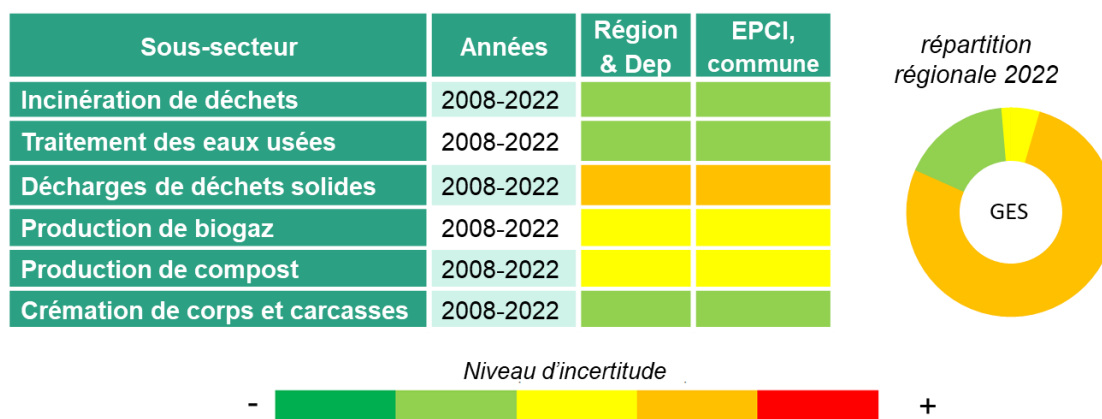 Sous-secteur Années Région & Dep EPCI, commune
Incinération de déchets 2008-2022
Traitement des eaux usées 2008-2022
Décharges de déchets solides 2008-2022
Production de biogaz 2008-2022
Production de compost 2008-2022
Crémation de corps et carcasses 2008-2022
répartition
régionale 2022
GES
Niveau d'incertitude
- +